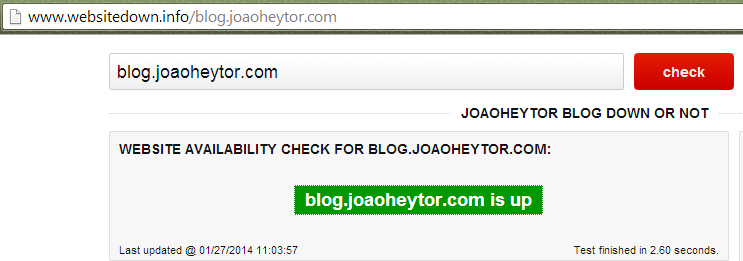 www.websitedown.info/blog.joaoheytor.com
blog.joaoheytor.com
check
JOAOHEYTOR BLOG DOWN OR NOT
WEBSITE AVAILABILITY CHECK FOR BLOG.JOAOHEYTOR.COM:
blog.joaoheytor.com is up
Last updated @ 01/27/2014 11:03:57
Test finished in 2.60 seconds.